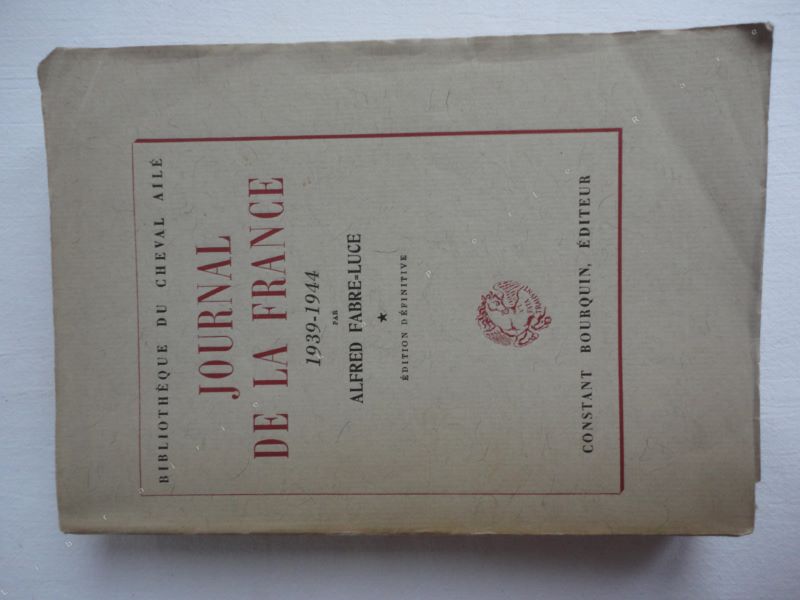 BIBLIOTHÈQUE DU CHEVAL AILÉ
JOURNAL
DE LA FRANCE
1939-1944
PAR
ALFRED FABRE-LUCE
★
ÉDITION DÉFINITIVE
CONSTANT BOURQUIN, ÉDITEUR